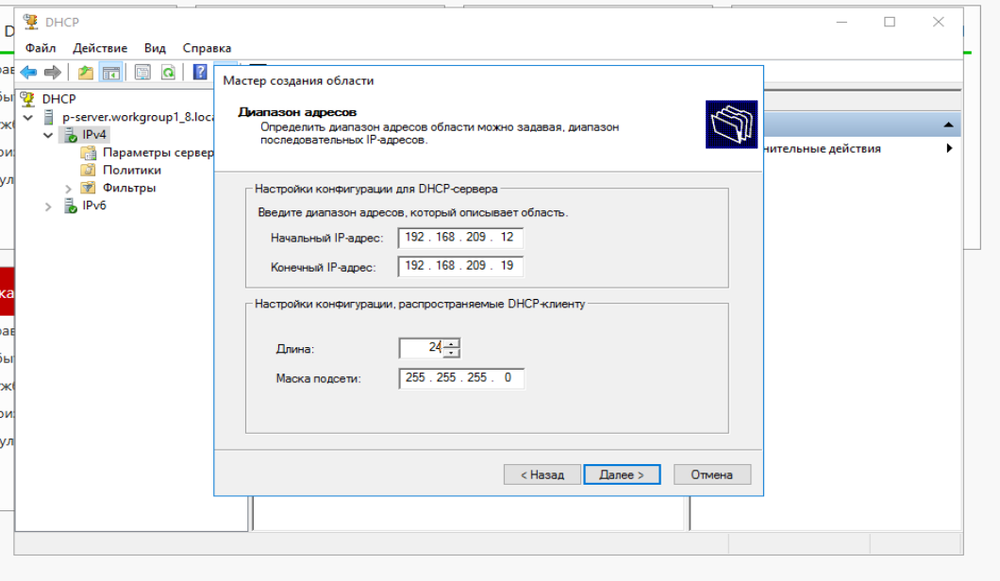 DHCP
Файл Действие Вид Справка
DHCP
p-server.workgroup1_8.loca
IPv4
Параметры сервер
Политики
Фильтры
IPv6
Мастер создания области
Диапазон адресов
Определить диапазон адресов области можно задавая, диапазон
последовательных IP-адресов.
Настройки конфигурации для DHCP-сервера
Введите диапазон адресов, который описывает область.
Начальный IP-адрес: 192 . 168 . 209 . 12
Конечный IP-адрес: 192 . 168 . 209 . 19
Настройки конфигурации, распространяемые DHCP-клиенту
Длина: 24
Маска подсети: 255 . 255 . 255 . 0
< Назад Далее > Отмена
нительные действия